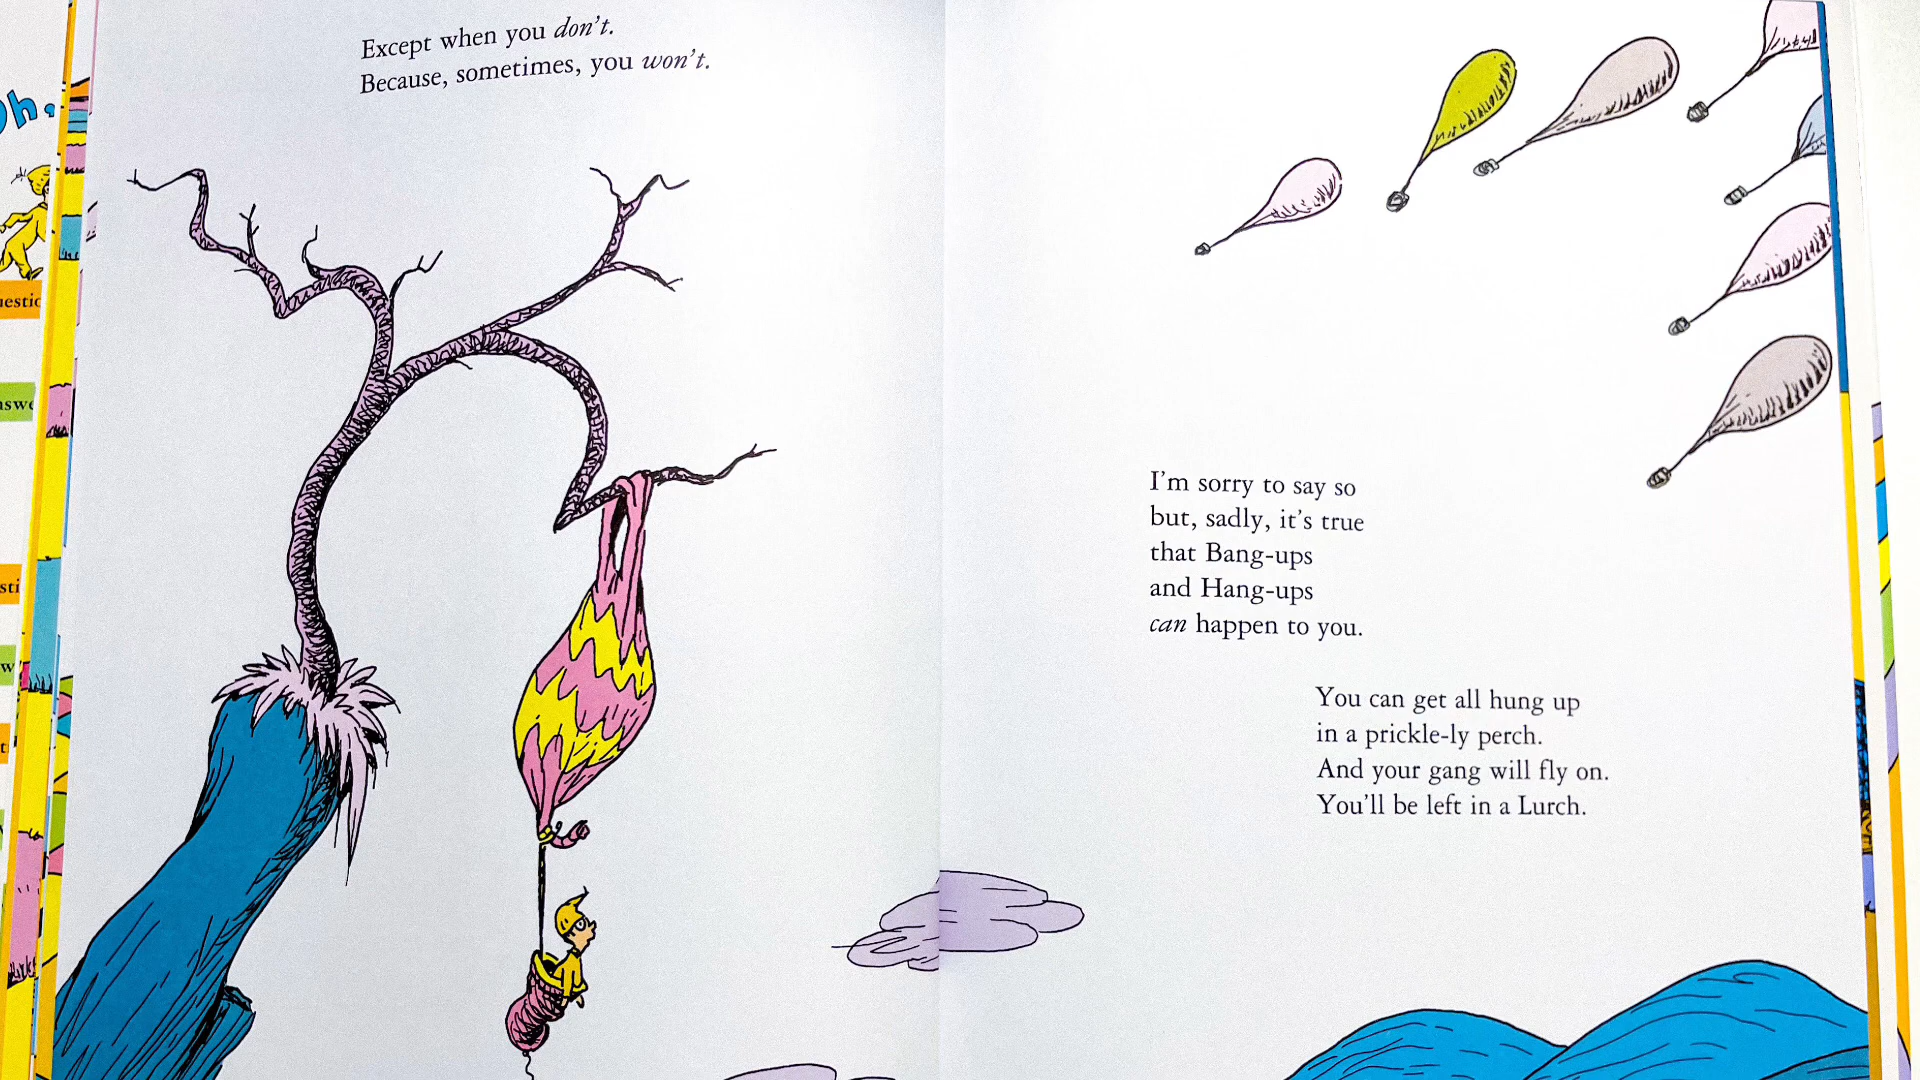 Except when you don't.
Because, sometimes, you won't.
I'm sorry to say so
but, sadly, it's true
that Bang-ups
and Hang-ups
can happen to you.
You can get all hung up
in a prickle-ly perch.
And your gang will fly on.
You'll be left in a Lurch.
Oh,